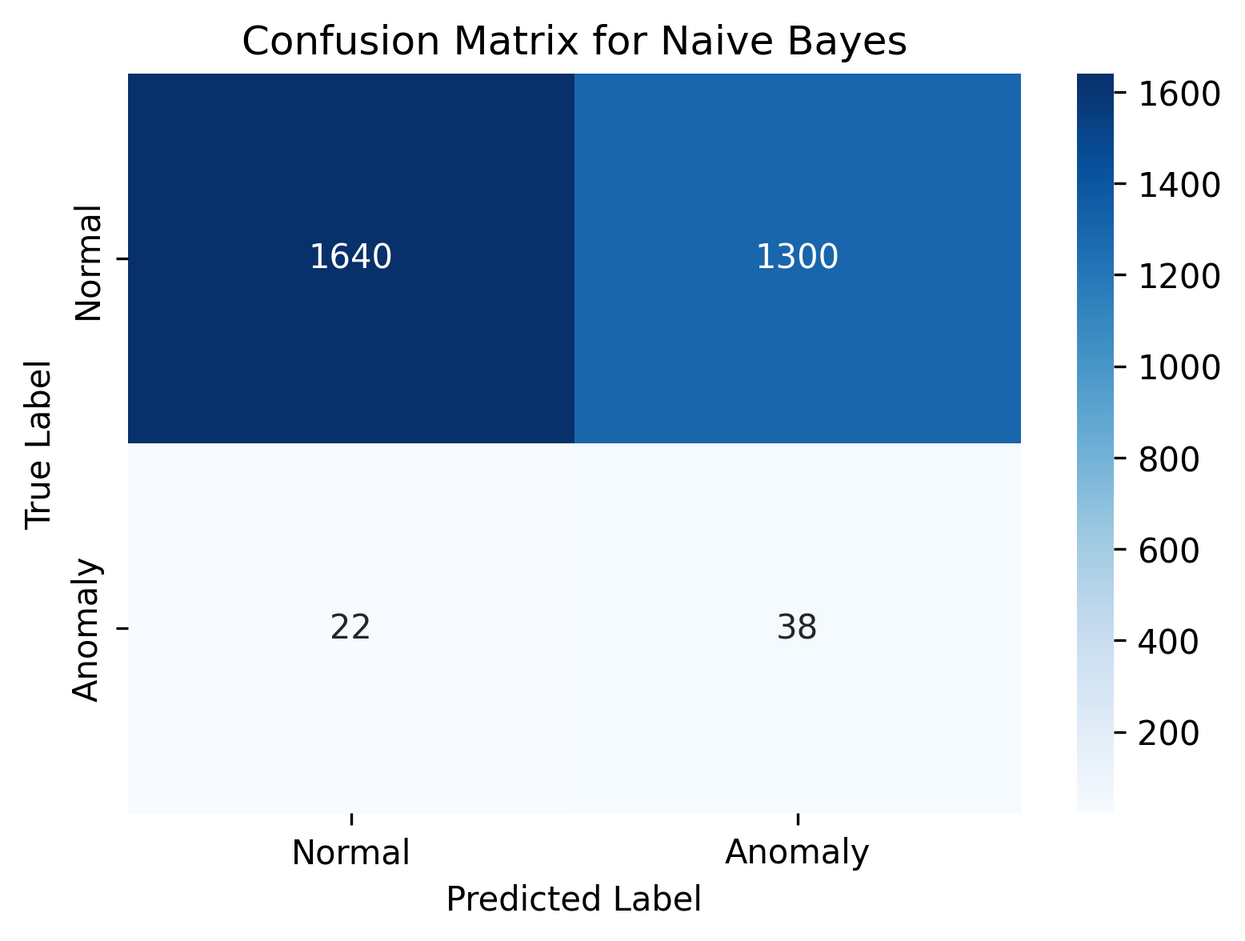 Confusion Matrix for Naive Bayes
True Label
Normal
Anomaly
1640
1300
22
38
Normal
Anomaly
Predicted Label
1600
1400
1200
1000
800
600
400
200